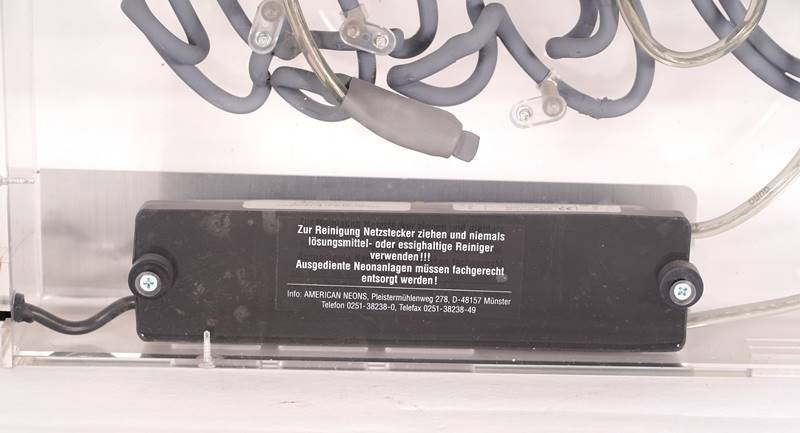 Zur Reinigung Netzstecker ziehen und niemals
lösungsmittel- oder essighaltige Reiniger
verwenden!!!
Ausgediente Neonanlagen müssen fachgerecht
entsorgt werden!
Info: AMERICAN NEONS, Pleistermühlenweg 278, D-48157 Münster
Telefon 0251-38238-0, Telefax 0251-38238-49